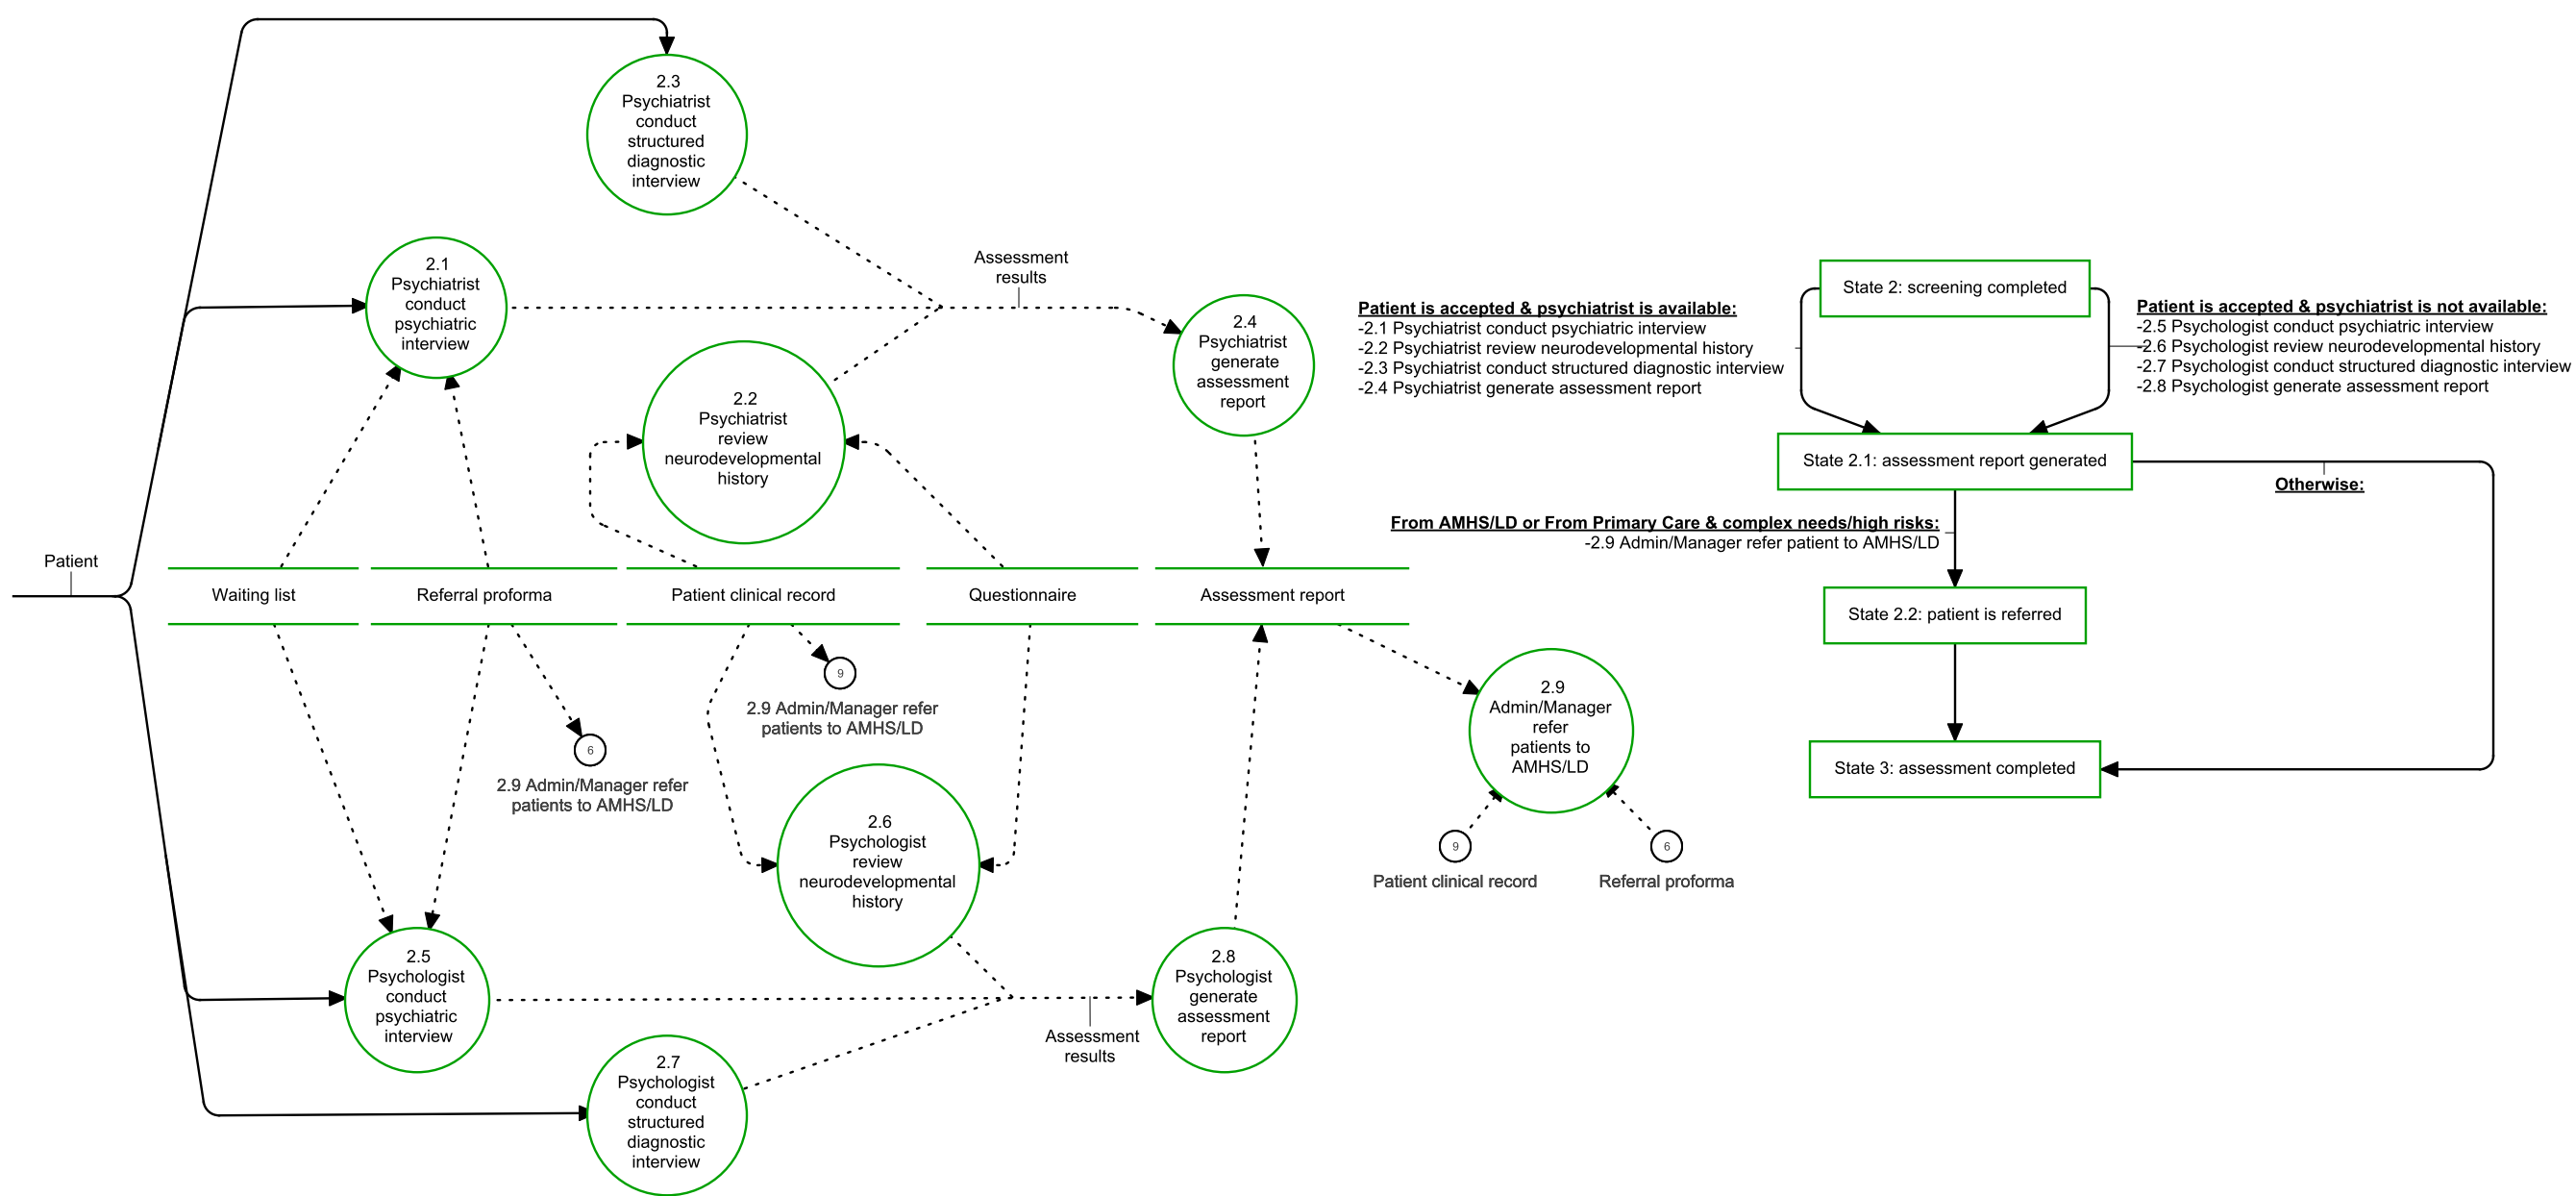 2.3
Psychiatrist
conduct
structured
diagnostic
interview
2.1
Psychiatrist
conduct
psychiatric
interview
Assessment
results
2.2
Psychiatrist
review
neurodevelopmental
history
2.4
Psychiatrist
generate
assessment
report
Patient
Waiting list
Referral proforma
Patient clinical record
Questionnaire
Assessment report
9
2.9 Admin/Manager refer
patients to AMHS/LD
6
2.9 Admin/Manager refer
patients to AMHS/LD
2.6
Psychologist
review
neurodevelopmental
history
2.5
Psychologist
conduct
psychiatric
interview
2.7
Psychologist
conduct
structured
diagnostic
interview
Assessment
results
2.8
Psychologist
generate
assessment
report
2.9
Admin/Manager
refer
patients to
AMHS/LD
9
Patient clinical record
6
Referral proforma
State 2: screening completed
Patient is accepted & psychiatrist is available:
-2.1 Psychiatrist conduct psychiatric interview
-2.2 Psychiatrist review neurodevelopmental history
-2.3 Psychiatrist conduct structured diagnostic interview
-2.4 Psychiatrist generate assessment report
Patient is accepted & psychiatrist is not available:
-2.5 Psychologist conduct psychiatric interview
-2.6 Psychologist review neurodevelopmental history
-2.7 Psychologist conduct structured diagnostic interview
-2.8 Psychologist generate assessment report
State 2.1: assessment report generated
Otherwise:
From AMHS/LD or From Primary Care & complex needs/high risks:
-2.9 Admin/Manager refer patient to AMHS/LD
State 2.2: patient is referred
State 3: assessment completed